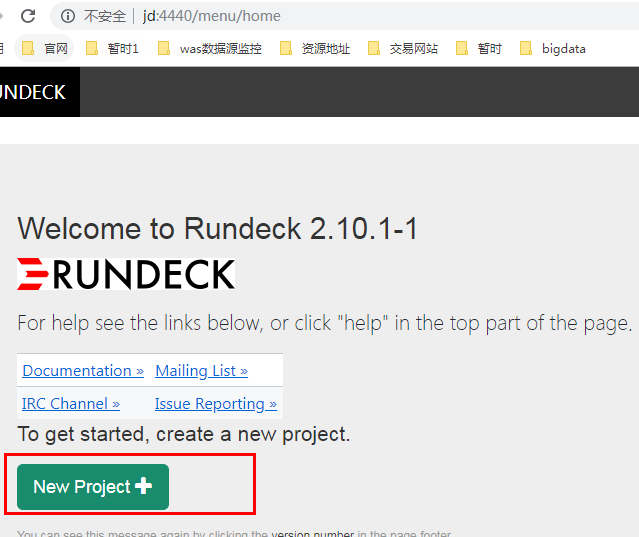 不安全 jd:4440/menu/home
官网 暂时1 was数据源监控 资源地址 交易网站 暂时 bigdata
UNDECK
Welcome to Rundeck 2.10.1-1
RUNDECK
For help see the links below, or click "help" in the top part of the page.
Documentation » Mailing List »
IRC Channel » Issue Reporting »
To get started, create a new project.
New Project
You can see this message again by clicking the version number in the page footer.